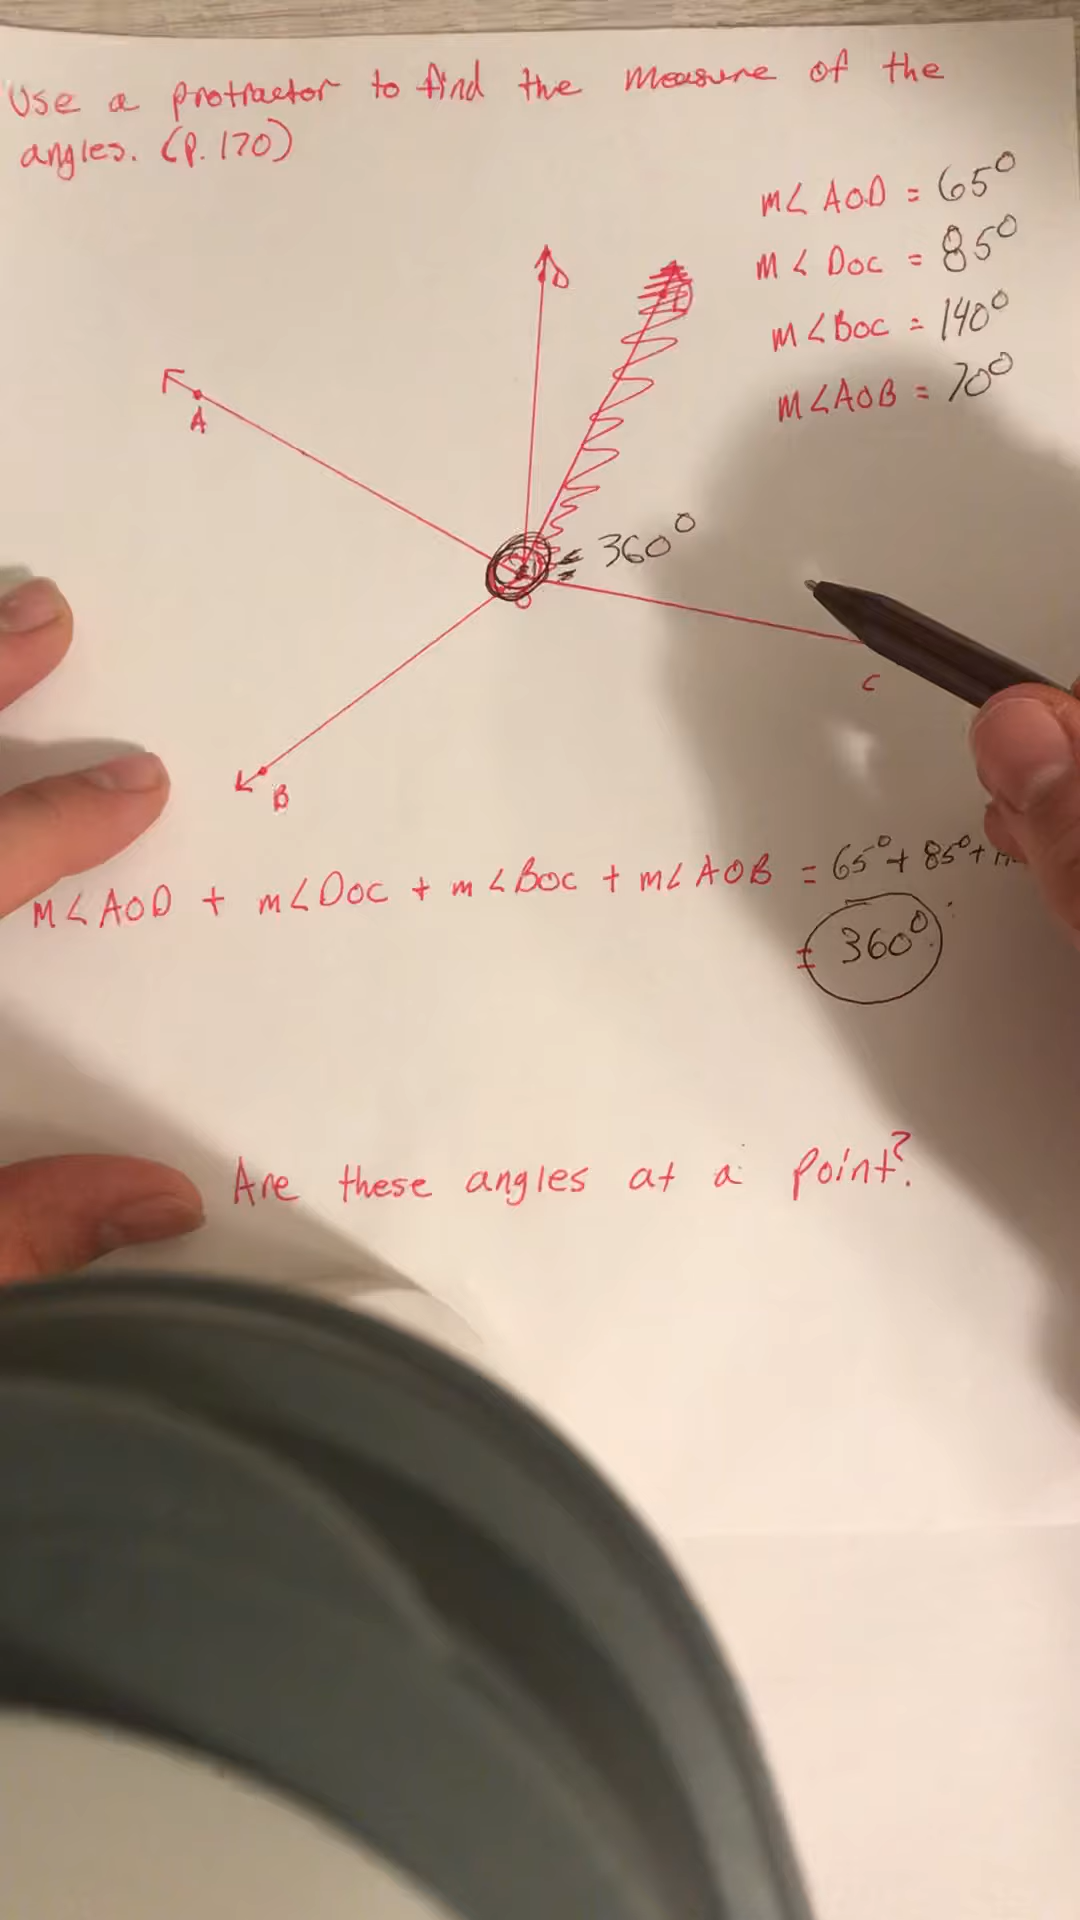 Use a protractor to find the measure of the
angles. (P. 170)
m∠AOD = 65°
m∠DOC = 85°
m∠BOC = 140°
m∠AOB = 70°
D
A
= 360°
O
C
B
m∠AOD + m∠DOC + m∠BOC + m∠AOB = 65° + 85° +
= 360°
Are these angles at a point?